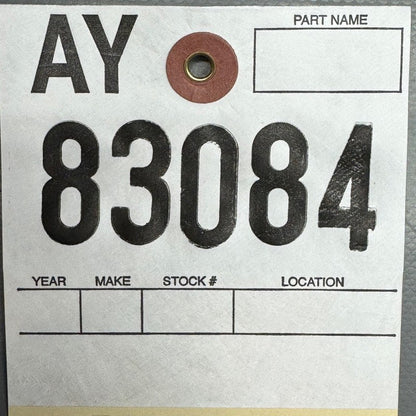 AY
PART NAME
83084
YEAR MAKE STOCK # LOCATION